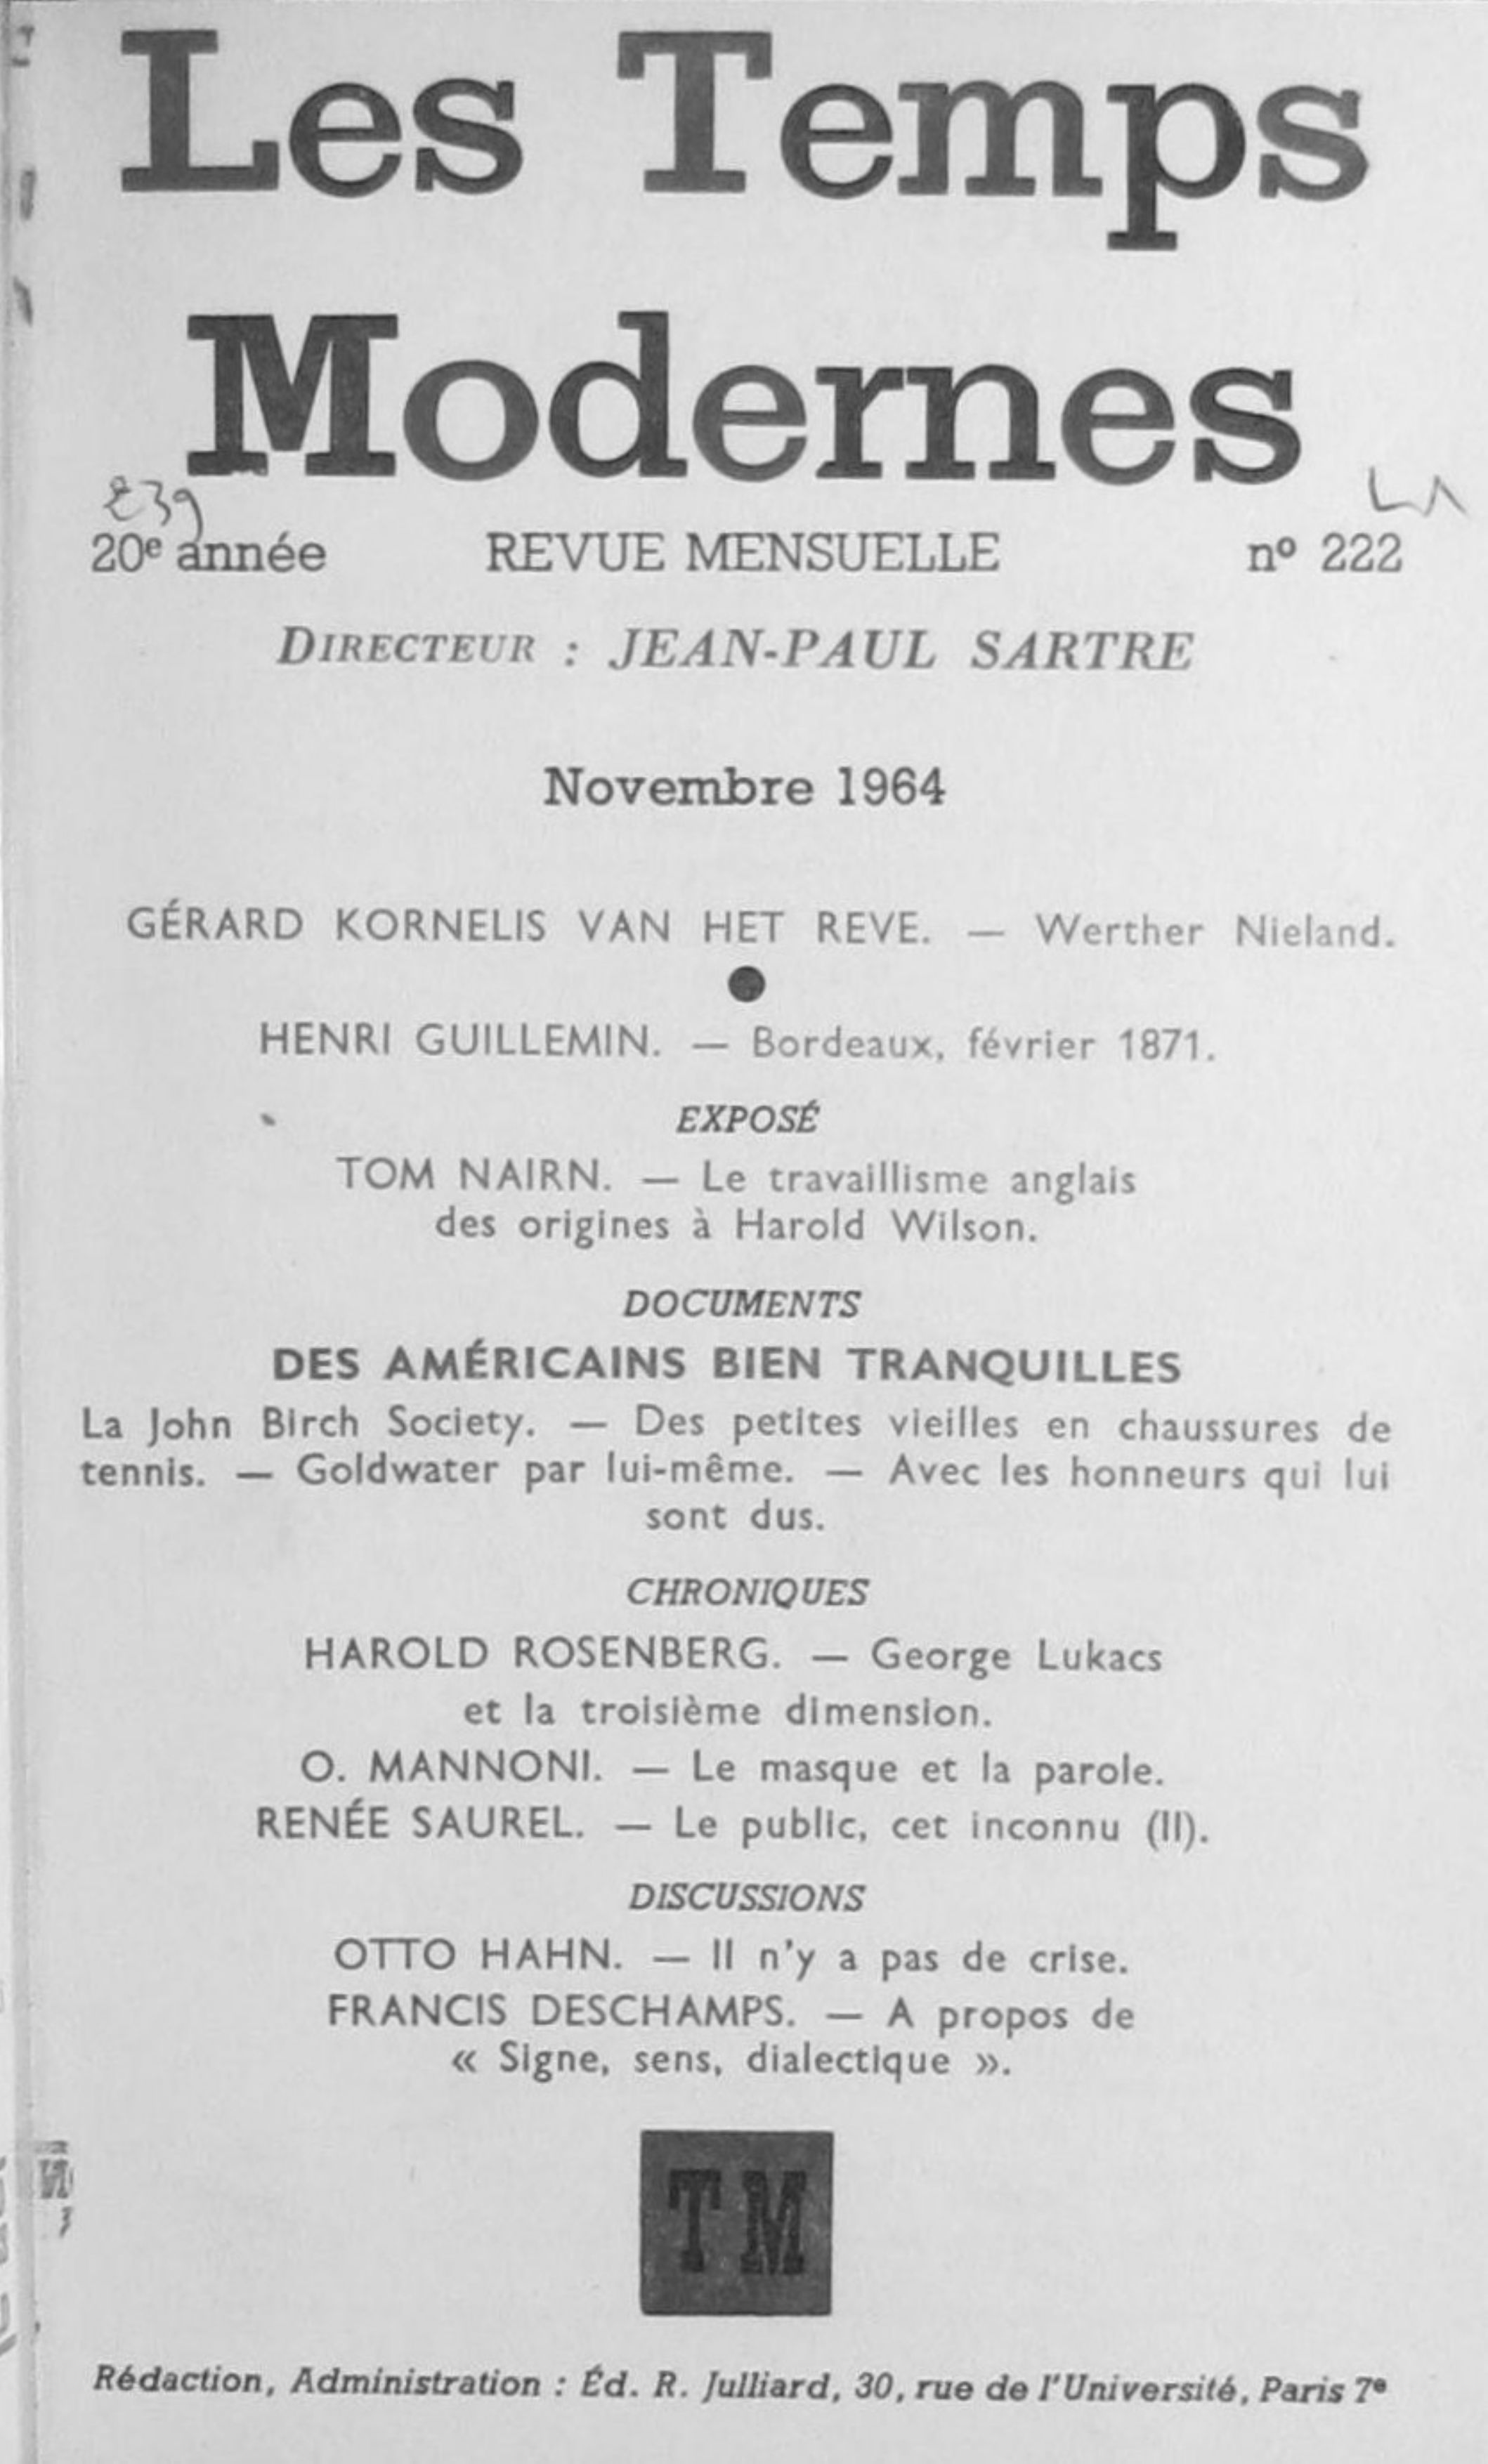 Les Temps
Modernes
20e année REVUE MENSUELLE nº 222
DIRECTEUR : JEAN-PAUL SARTRE
Novembre 1964
GÉRARD KORNELIS VAN HET REVE. — Werther Nieland.
HENRI GUILLEMIN. — Bordeaux, février 1871.
EXPOSÉ
TOM NAIRN. — Le travaillisme anglais
des origines à Harold Wilson.
DOCUMENTS
DES AMÉRICAINS BIEN TRANQUILLES
La John Birch Society. — Des petites vieilles en chaussures de
tennis. — Goldwater par lui-même. — Avec les honneurs qui lui
sont dus.
CHRONIQUES
HAROLD ROSENBERG. — George Lukacs
et la troisième dimension.
O. MANNONI. — Le masque et la parole.
RENÉE SAUREL. — Le public, cet inconnu (II).
DISCUSSIONS
OTTO HAHN. — Il n'y a pas de crise.
FRANCIS DESCHAMPS. — A propos de
« Signe, sens, dialectique ».
TM
Rédaction, Administration : Éd. R. Julliard, 30, rue de l'Université, Paris 7e